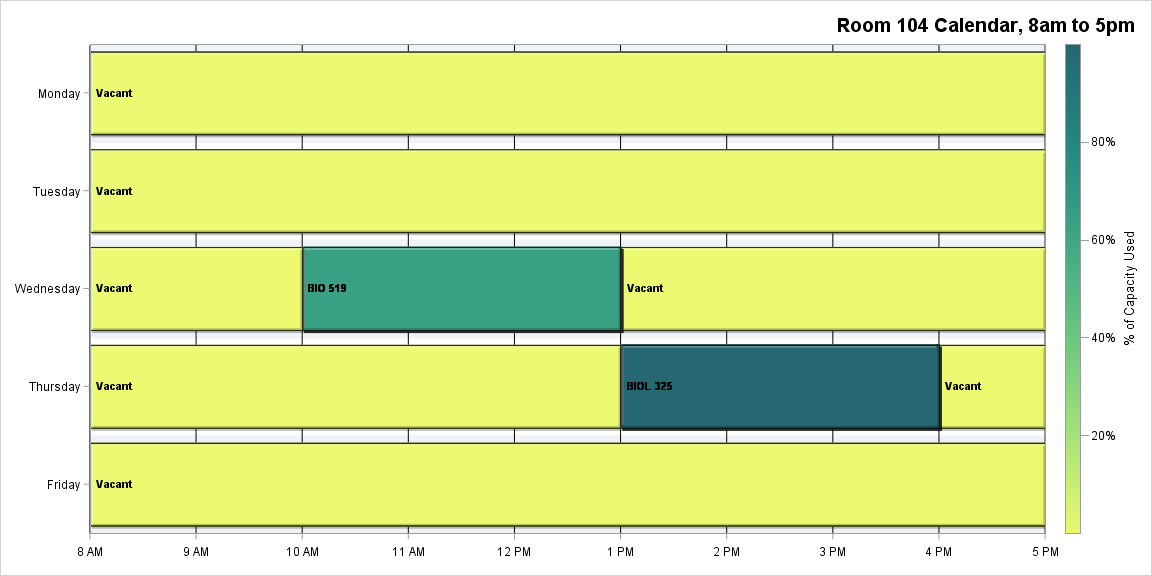 Room 104 Calendar, 8am to 5pm
Monday
Vacant
Tuesday
Vacant
Wednesday
Vacant
BIO 519
Vacant
Thursday
Vacant
BIOL 325
Vacant
Friday
Vacant
8 AM
9 AM
10 AM
11 AM
12 PM
1 PM
2 PM
3 PM
4 PM
5 PM
80%
60%
40%
20%
% of Capacity Used